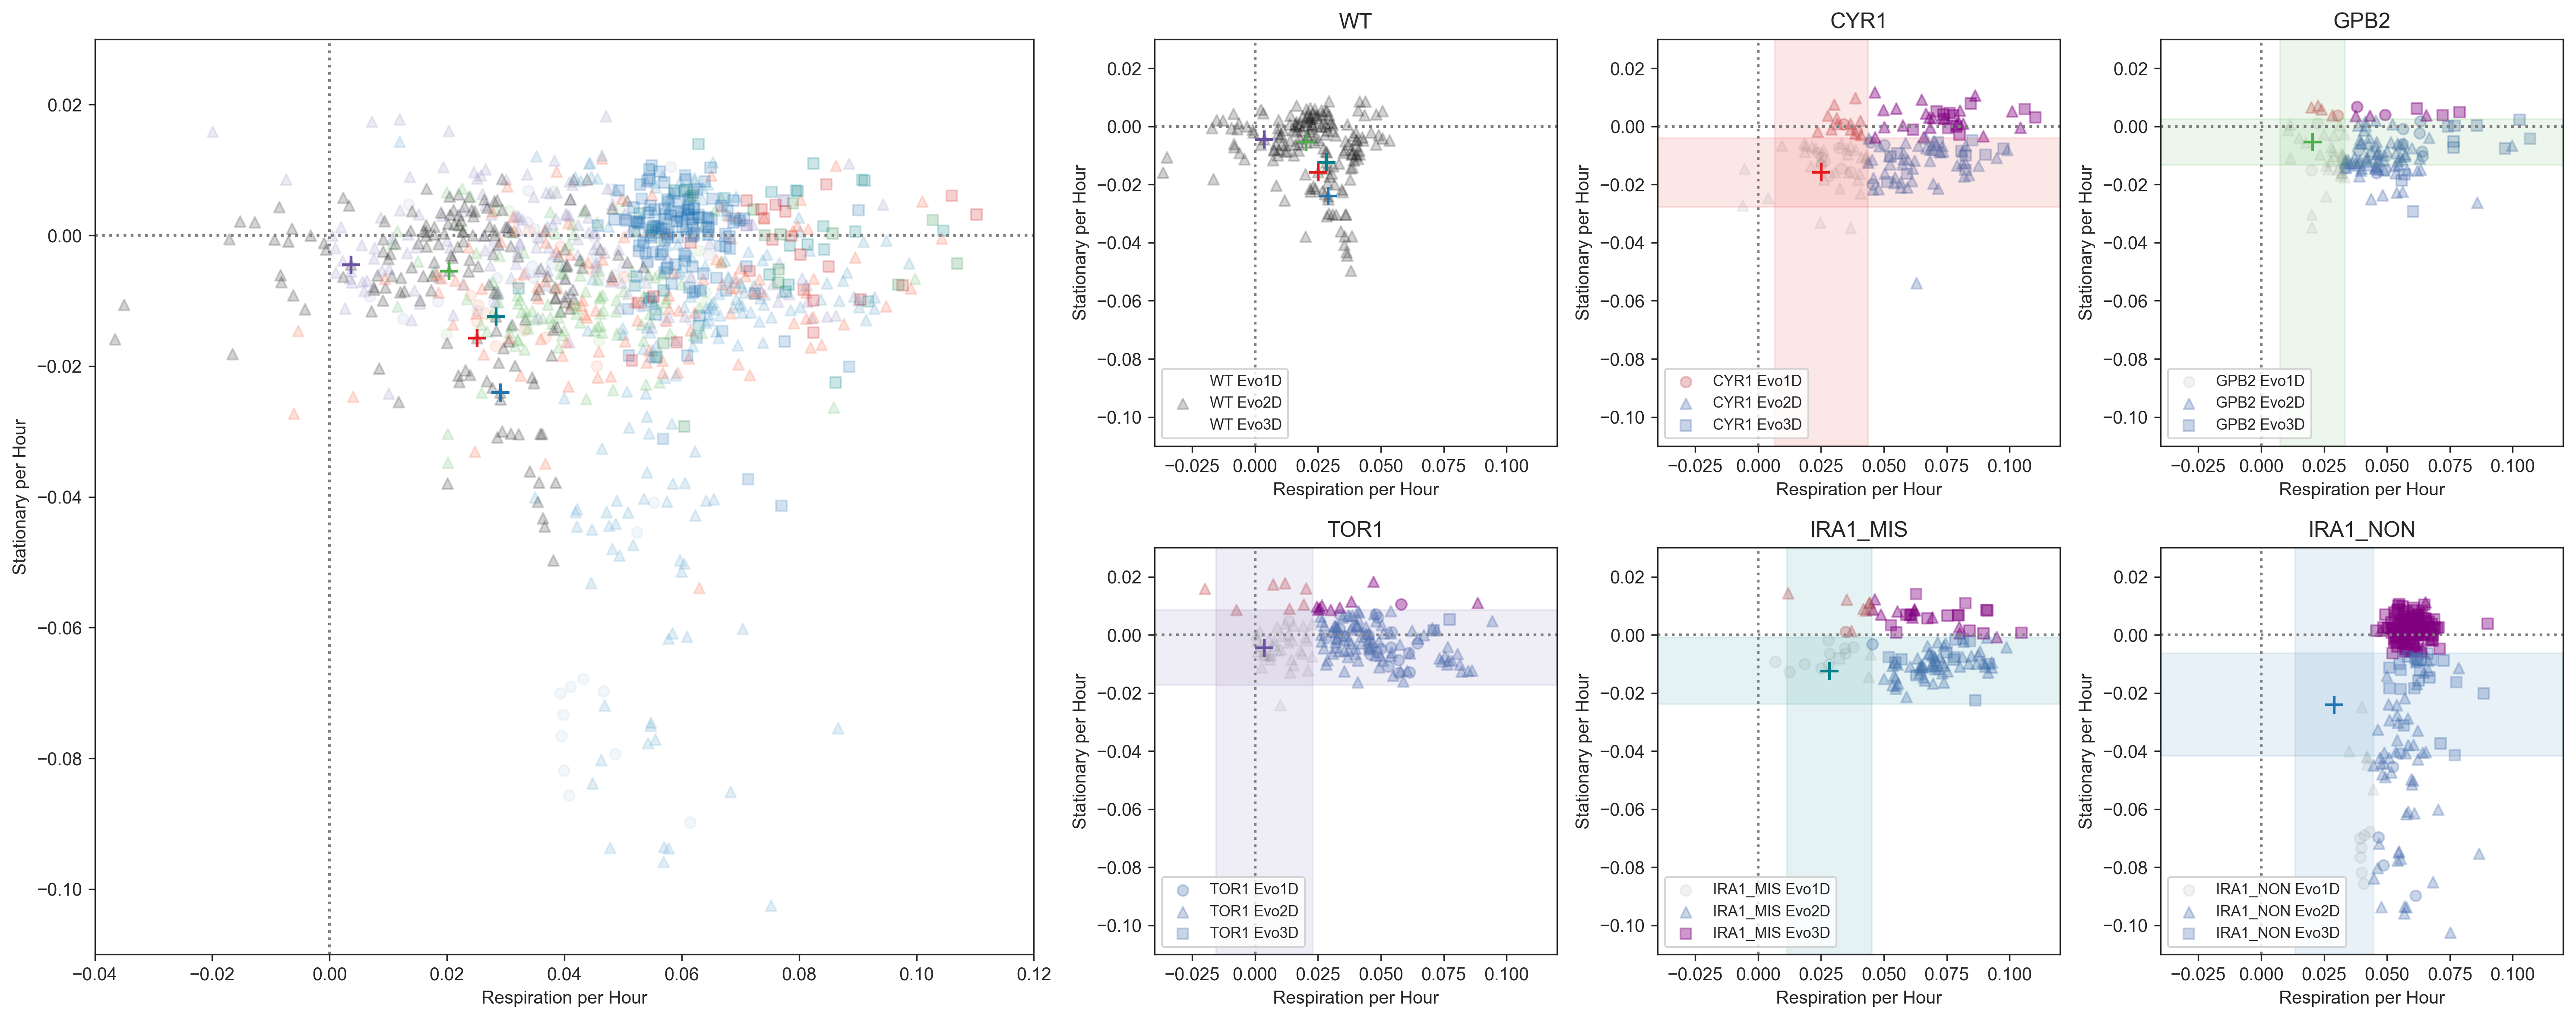 0.02
0.00
−0.02
−0.04
−0.06
−0.08
−0.10
Stationary per Hour
−0.04 −0.02 0.00 0.02 0.04 0.06 0.08 0.10 0.12
Respiration per Hour
WT
0.02
0.00
−0.02
−0.04
−0.06
−0.08
−0.10
Stationary per Hour
WT Evo1D
WT Evo2D
WT Evo3D
−0.025 0.000 0.025 0.050 0.075 0.100
Respiration per Hour
CYR1
0.02
0.00
−0.02
−0.04
−0.06
−0.08
−0.10
Stationary per Hour
CYR1 Evo1D
CYR1 Evo2D
CYR1 Evo3D
−0.025 0.000 0.025 0.050 0.075 0.100
Respiration per Hour
GPB2
0.02
0.00
−0.02
−0.04
−0.06
−0.08
−0.10
Stationary per Hour
GPB2 Evo1D
GPB2 Evo2D
GPB2 Evo3D
−0.025 0.000 0.025 0.050 0.075 0.100
Respiration per Hour
TOR1
0.02
0.00
−0.02
−0.04
−0.06
−0.08
−0.10
Stationary per Hour
TOR1 Evo1D
TOR1 Evo2D
TOR1 Evo3D
−0.025 0.000 0.025 0.050 0.075 0.100
Respiration per Hour
IRA1_MIS
0.02
0.00
−0.02
−0.04
−0.06
−0.08
−0.10
Stationary per Hour
IRA1_MIS Evo1D
IRA1_MIS Evo2D
IRA1_MIS Evo3D
−0.025 0.000 0.025 0.050 0.075 0.100
Respiration per Hour
IRA1_NON
0.02
0.00
−0.02
−0.04
−0.06
−0.08
−0.10
Stationary per Hour
IRA1_NON Evo1D
IRA1_NON Evo2D
IRA1_NON Evo3D
−0.025 0.000 0.025 0.050 0.075 0.100
Respiration per Hour